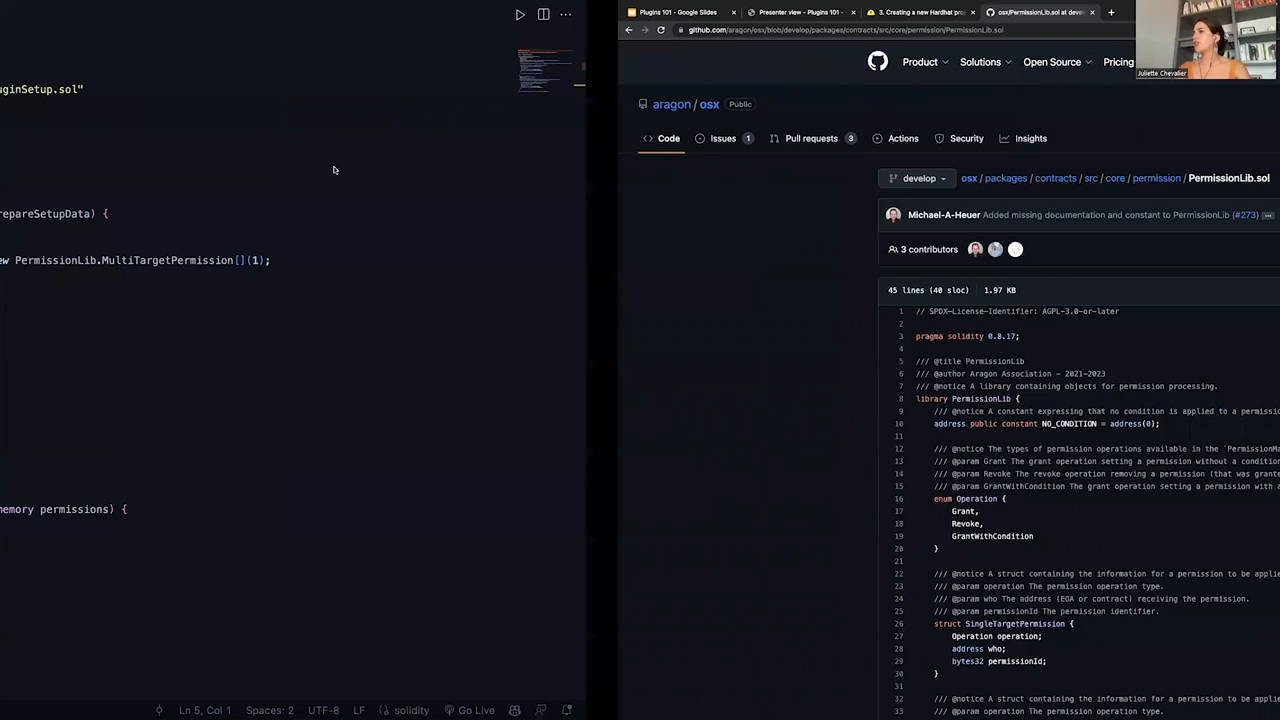 uginSetup.sol"
repareSetupData) {
ew PermissionLib.MultiTargetPermission[](1);
memory permissions) {
Ln 5, Col 1 Spaces: 2 UTF-8 LF solidity Go Live
Plugins 101 - Google Slides
Presenter view - Plugins 101 -
3. Creating a new Hardhat pro
osx/PermissionLib.sol at deve
github.com/aragon/osx/blob/develop/packages/contracts/src/core/permission/PermissionLib.sol
Juliette Chevalier
Product Solutions Open Source Pricing
aragon / osx Public
Code Issues 1 Pull requests 3 Actions Security Insights
develop osx / packages / contracts / src / core / permission / PermissionLib.sol
Michael-A-Heuer Added missing documentation and constant to PermissionLib (#273) ...
3 contributors
45 lines (40 sloc) 1.97 KB
1 // SPDX-License-Identifier: AGPL-3.0-or-later
2
3 pragma solidity 0.8.17;
4
5 /// @title PermissionLib
6 /// @author Aragon Association - 2021-2023
7 /// @notice A library containing objects for permission processing.
8 library PermissionLib {
9 /// @notice A constant expressing that no condition is applied to a permissio
10 address public constant NO_CONDITION = address(0);
11
12 /// @notice The types of permission operations available in the `PermissionMa
13 /// @param Grant The grant operation setting a permission without a condition
14 /// @param Revoke The revoke operation removing a permission (that was grante
15 /// @param GrantWithCondition The grant operation setting a permission with a
16 enum Operation {
17 Grant,
18 Revoke,
19 GrantWithCondition
20 }
21
22 /// @notice A struct containing the information for a permission to be applie
23 /// @param operation The permission operation type.
24 /// @param who The address (EOA or contract) receiving the permission.
25 /// @param permissionId The permission identifier.
26 struct SingleTargetPermission {
27 Operation operation;
28 address who;
29 bytes32 permissionId;
30 }
31
32 /// @notice A struct containing the information for a permission to be applie
33 /// @param operation The permission operation type.